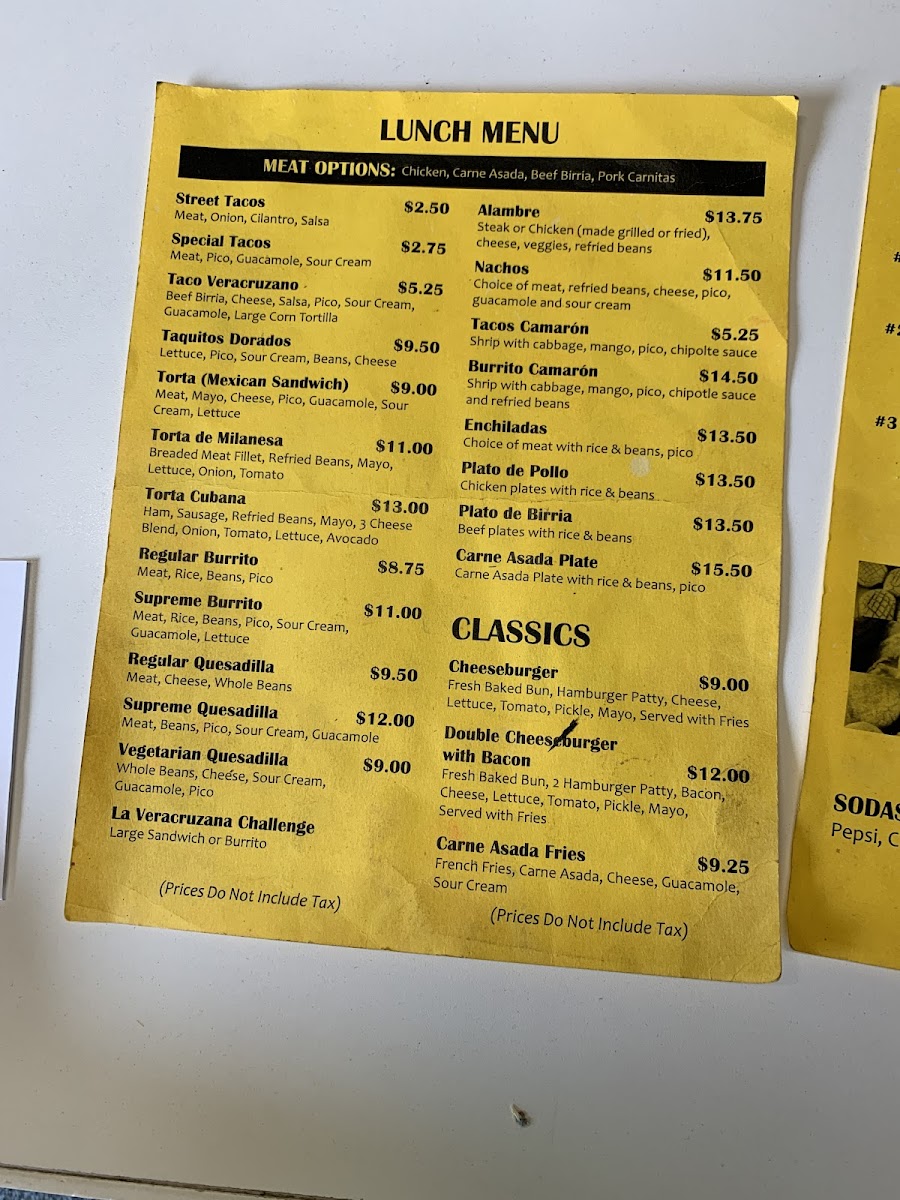 LUNCH MENU
MEAT OPTIONS: Chicken, Carne Asada, Beef Birria, Pork Carnitas
Street Tacos $2.50
Meat, Onion, Cilantro, Salsa
Special Tacos $2.75
Meat, Pico, Guacamole, Sour Cream
Taco Veracruzano $5.25
Beef Birria, Cheese, Salsa, Pico, Sour Cream,
Guacamole, Large Corn Tortilla
Taquitos Dorados $9.50
Lettuce, Pico, Sour Cream, Beans, Cheese
Torta (Mexican Sandwich) $9.00
Meat, Mayo, Cheese, Pico, Guacamole, Sour
Cream, Lettuce
Torta de Milanesa $11.00
Breaded Meat Fillet, Refried Beans, Mayo,
Lettuce, Onion, Tomato
Torta Cubana $13.00
Ham, Sausage, Refried Beans, Mayo, 3 Cheese
Blend, Onion, Tomato, Lettuce, Avocado
Regular Burrito $8.75
Meat, Rice, Beans, Pico
Supreme Burrito $11.00
Meat, Rice, Beans, Pico, Sour Cream,
Guacamole, Lettuce
Regular Quesadilla $9.50
Meat, Cheese, Whole Beans
Supreme Quesadilla $12.00
Meat, Beans, Pico, Sour Cream, Guacamole
Vegetarian Quesadilla $9.00
Whole Beans, Cheese, Sour Cream,
Guacamole, Pico
La Veracruzana Challenge
Large Sandwich or Burrito
(Prices Do Not Include Tax)
Alambre $13.75
Steak or Chicken (made grilled or fried),
cheese, veggies, refried beans
Nachos $11.50
Choice of meat, refried beans, cheese, pico,
guacamole and sour cream
Tacos Camarón $5.25
Shrip with cabbage, mango, pico, chipolte sauce
Burrito Camarón $14.50
Shrip with cabbage, mango, pico, chipotle sauce
and refried beans
Enchiladas $13.50
Choice of meat with rice & beans, pico
Plato de Pollo $13.50
Chicken plates with rice & beans
Plato de Birria $13.50
Beef plates with rice & beans
Carne Asada Plate $15.50
Carne Asada Plate with rice & beans, pico
CLASSICS
Cheeseburger $9.00
Fresh Baked Bun, Hamburger Patty, Cheese,
Lettuce, Tomato, Pickle, Mayo, Served with Fries
Double Cheeseburger
with Bacon $12.00
Fresh Baked Bun, 2 Hamburger Patty, Bacon,
Cheese, Lettuce, Tomato, Pickle, Mayo,
Served with Fries
Carne Asada Fries $9.25
French Fries, Carne Asada, Cheese, Guacamole,
Sour Cream
(Prices Do Not Include Tax)
#3
SODAS
Pepsi,